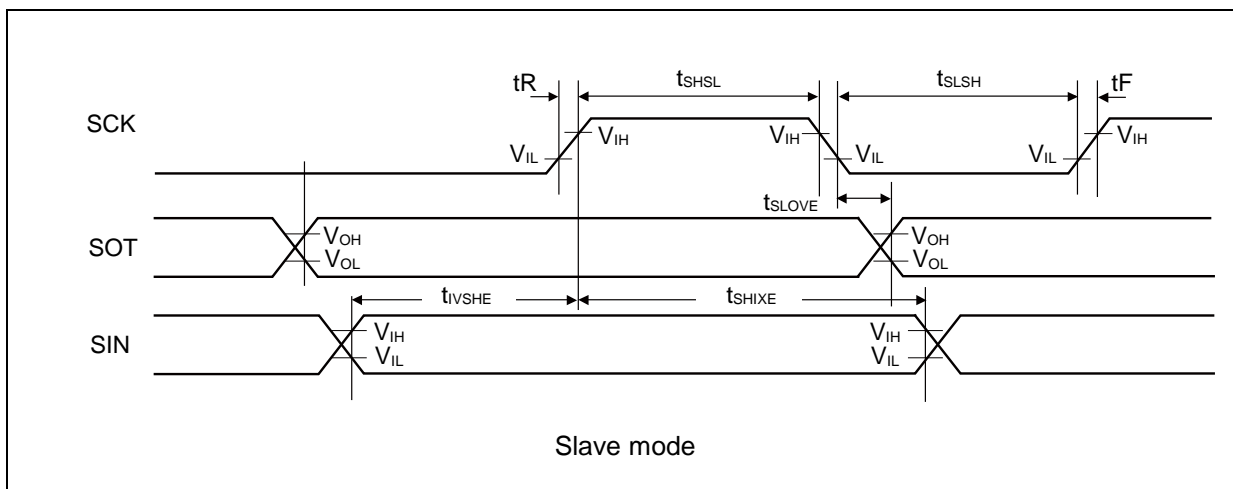 tR tSHSL tSLSH tF
SCK
VIH VIH VIH
VIL VIL VIL
tSLOVE
SOT
VOH VOH
VOL VOL
tIVSHE tSHIXE
SIN
VIH VIH
VIL VIL
Slave mode